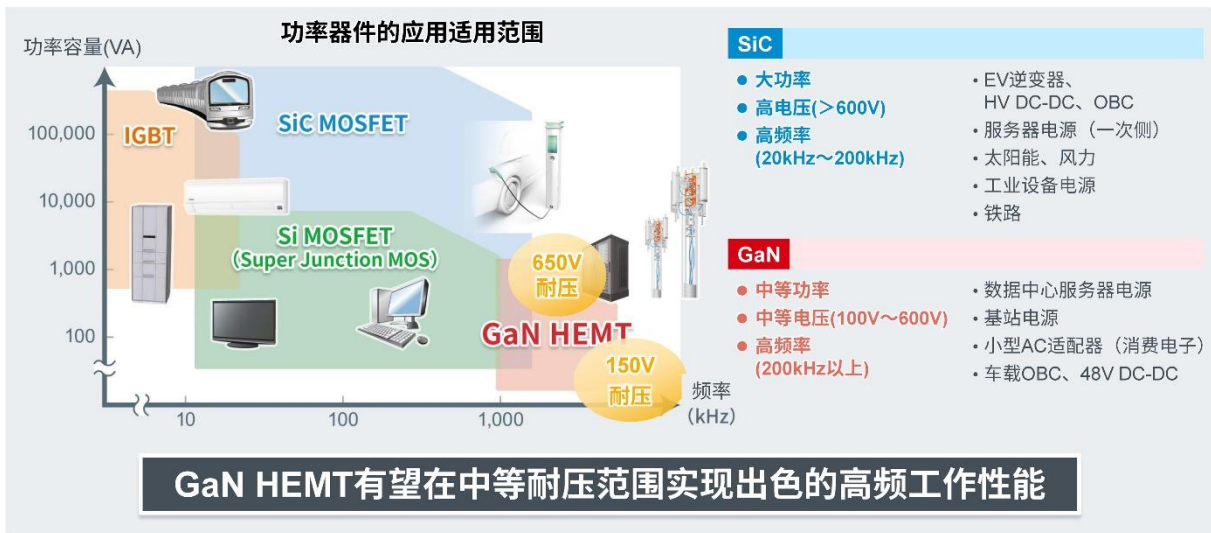 功率器件的应用适用范围
功率容量(VA)
100,000
10,000
1,000
100
IGBT
SiC MOSFET
Si MOSFET
(Super Junction MOS)
650V
耐压
GaN HEMT
150V
耐压
10
100
1,000
频率
(kHz)
SiC
● 大功率
● 高电压(＞600V)
● 高频率
(20kHz～200kHz)
・EV逆变器、
HV DC-DC、OBC
・服务器电源（一次侧）
・太阳能、风力
・工业设备电源
・铁路
GaN
● 中等功率
● 中等电压(100V～600V)
● 高频率
(200kHz以上)
・数据中心服务器电源
・基站电源
・小型AC适配器（消费电子）
・车载OBC、48V DC-DC
GaN HEMT有望在中等耐压范围实现出色的高频工作性能